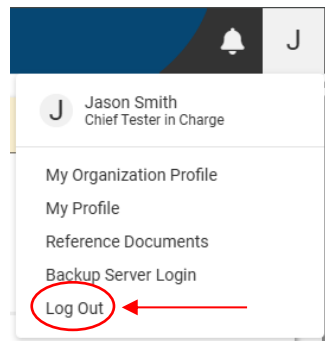 J
J
Jason Smith
Chief Tester in Charge
My Organization Profile
My Profile
Reference Documents
Backup Server Login
Log Out